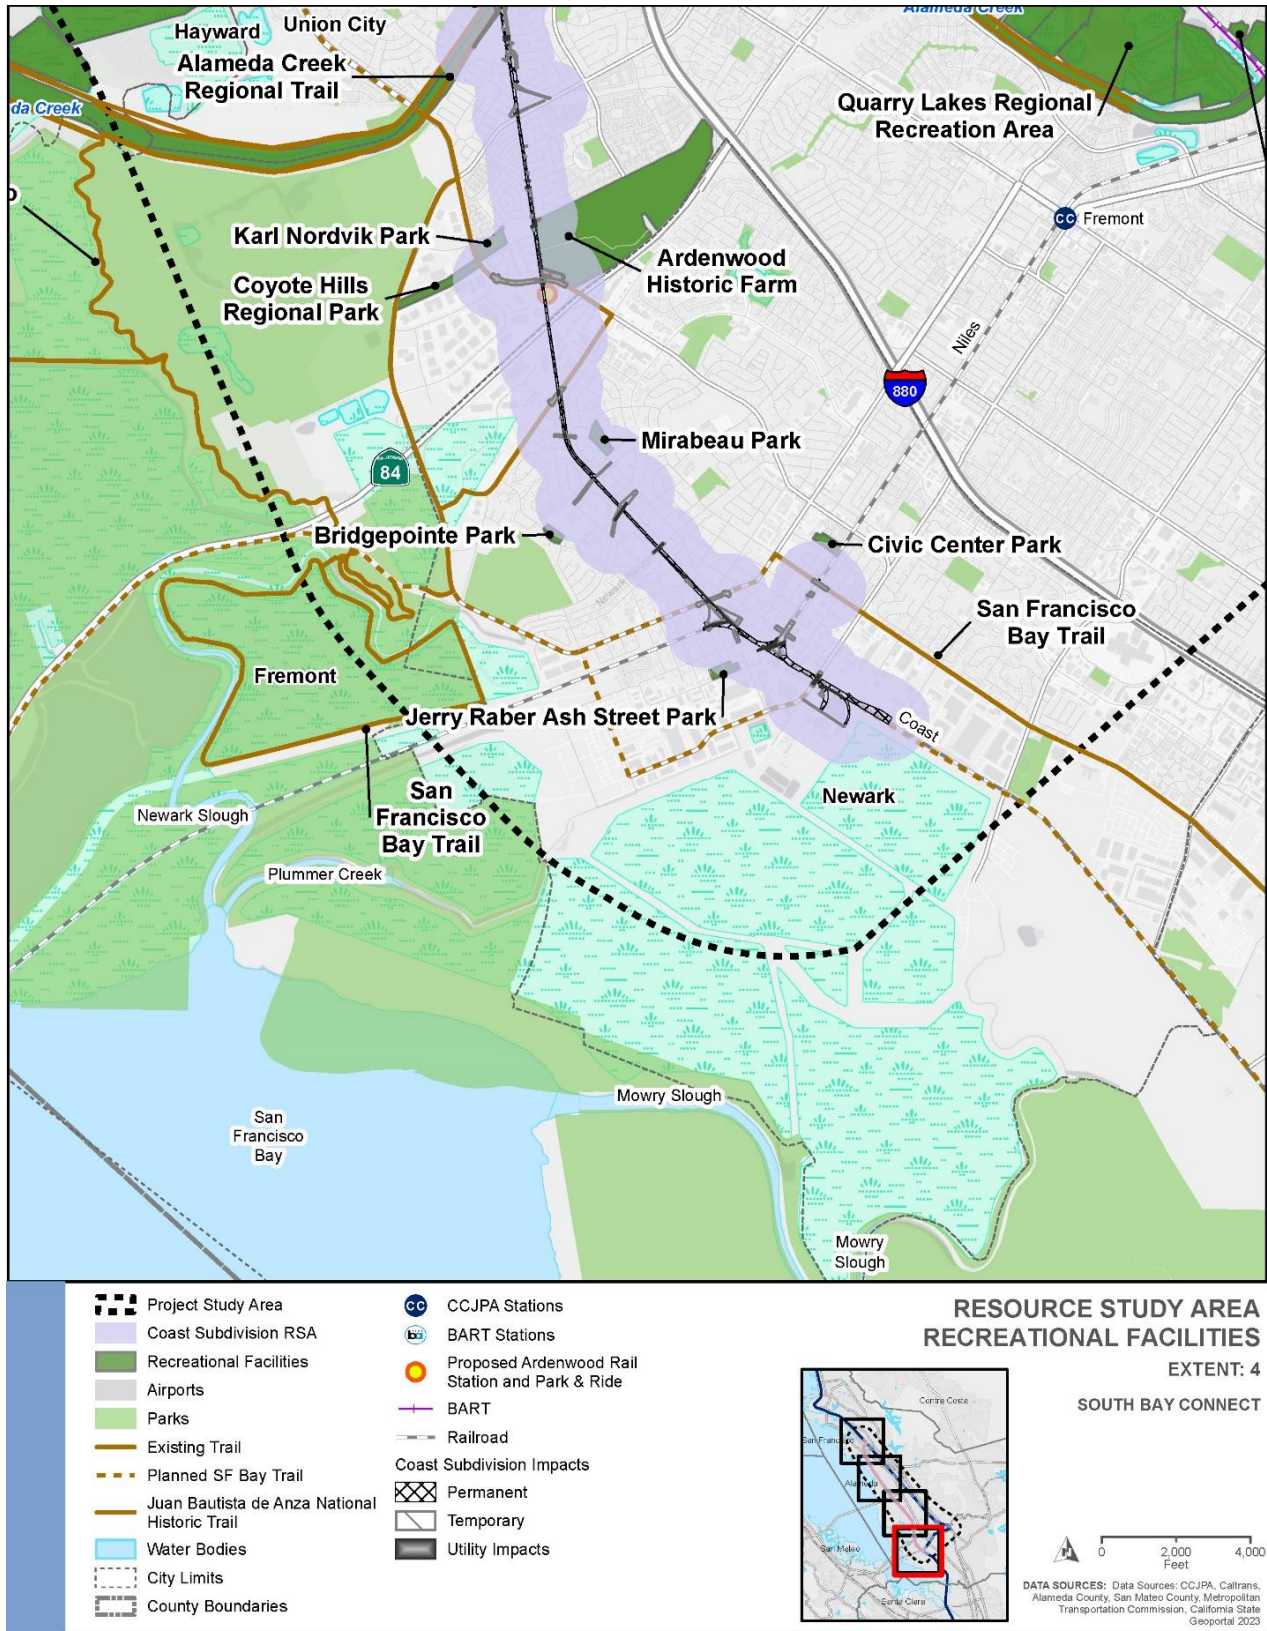 Hayward
Union City
Alameda Creek
Alameda Creek
Regional Trail
da Creek
Quarry Lakes Regional
Recreation Area
o
CC
Fremont
Karl Nordvik Park
Ardenwood
Historic Farm
Coyote Hills
Regional Park
Niles
880
Mirabeau Park
84
Bridgepointe Park
Civic Center Park
San Francisco
Bay Trail
Fremont
Jerry Raber Ash Street Park
Coast
San
Francisco
Bay Trail
Newark
Newark Slough
Plummer Creek
Mowry Slough
San
Francisco
Bay
Mowry
Slough
Project Study Area
Coast Subdivision RSA
Recreational Facilities
Airports
Parks
Existing Trail
Planned SF Bay Trail
Juan Bautista de Anza National
Historic Trail
Water Bodies
City Limits
County Boundaries
CC
CCJPA Stations
ba
BART Stations
Proposed Ardenwood Rail
Station and Park & Ride
BART
Railroad
Coast Subdivision Impacts
Permanent
Temporary
Utility Impacts
RESOURCE STUDY AREA
RECREATIONAL FACILITIES
EXTENT: 4
SOUTH BAY CONNECT
Contra Costa
San Francisco
Alameda
San Mateo
Santa Clara
0
2,000
4,000
Feet
DATA SOURCES: Data Sources: CCJPA, Caltrans,
Alameda County, San Mateo County, Metropolitan
Transportation Commission, California State
Geoportal 2023